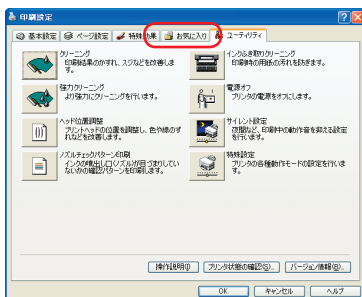 印刷設定
基本設定 ページ設定 特殊効果 お気に入り ユーティリティ
クリーニング
印刷結果のかすれ、スジなどを改善します。
インクふき取りクリーニング
印刷時の用紙の汚れを防ぎます。
強力クリーニング
より強力にクリーニングを行います。
電源オフ
プリンタの電源をオフにします。
ヘッド位置調整
プリントヘッドの位置を調整し、色や線のずれなどを改善します。
サイレント設定
夜間など、印刷中の動作音を抑える設定を行います。
ノズルチェックパターン印刷
インクの噴出し口(ノズル)が目づまりしていないかの確認パターンを印刷します。
特殊設定
プリンタの各種動作モードの設定を行います。
操作説明(I) プリンタ状態の確認(S)... バージョン情報(B)...
OK キャンセル ヘルプ